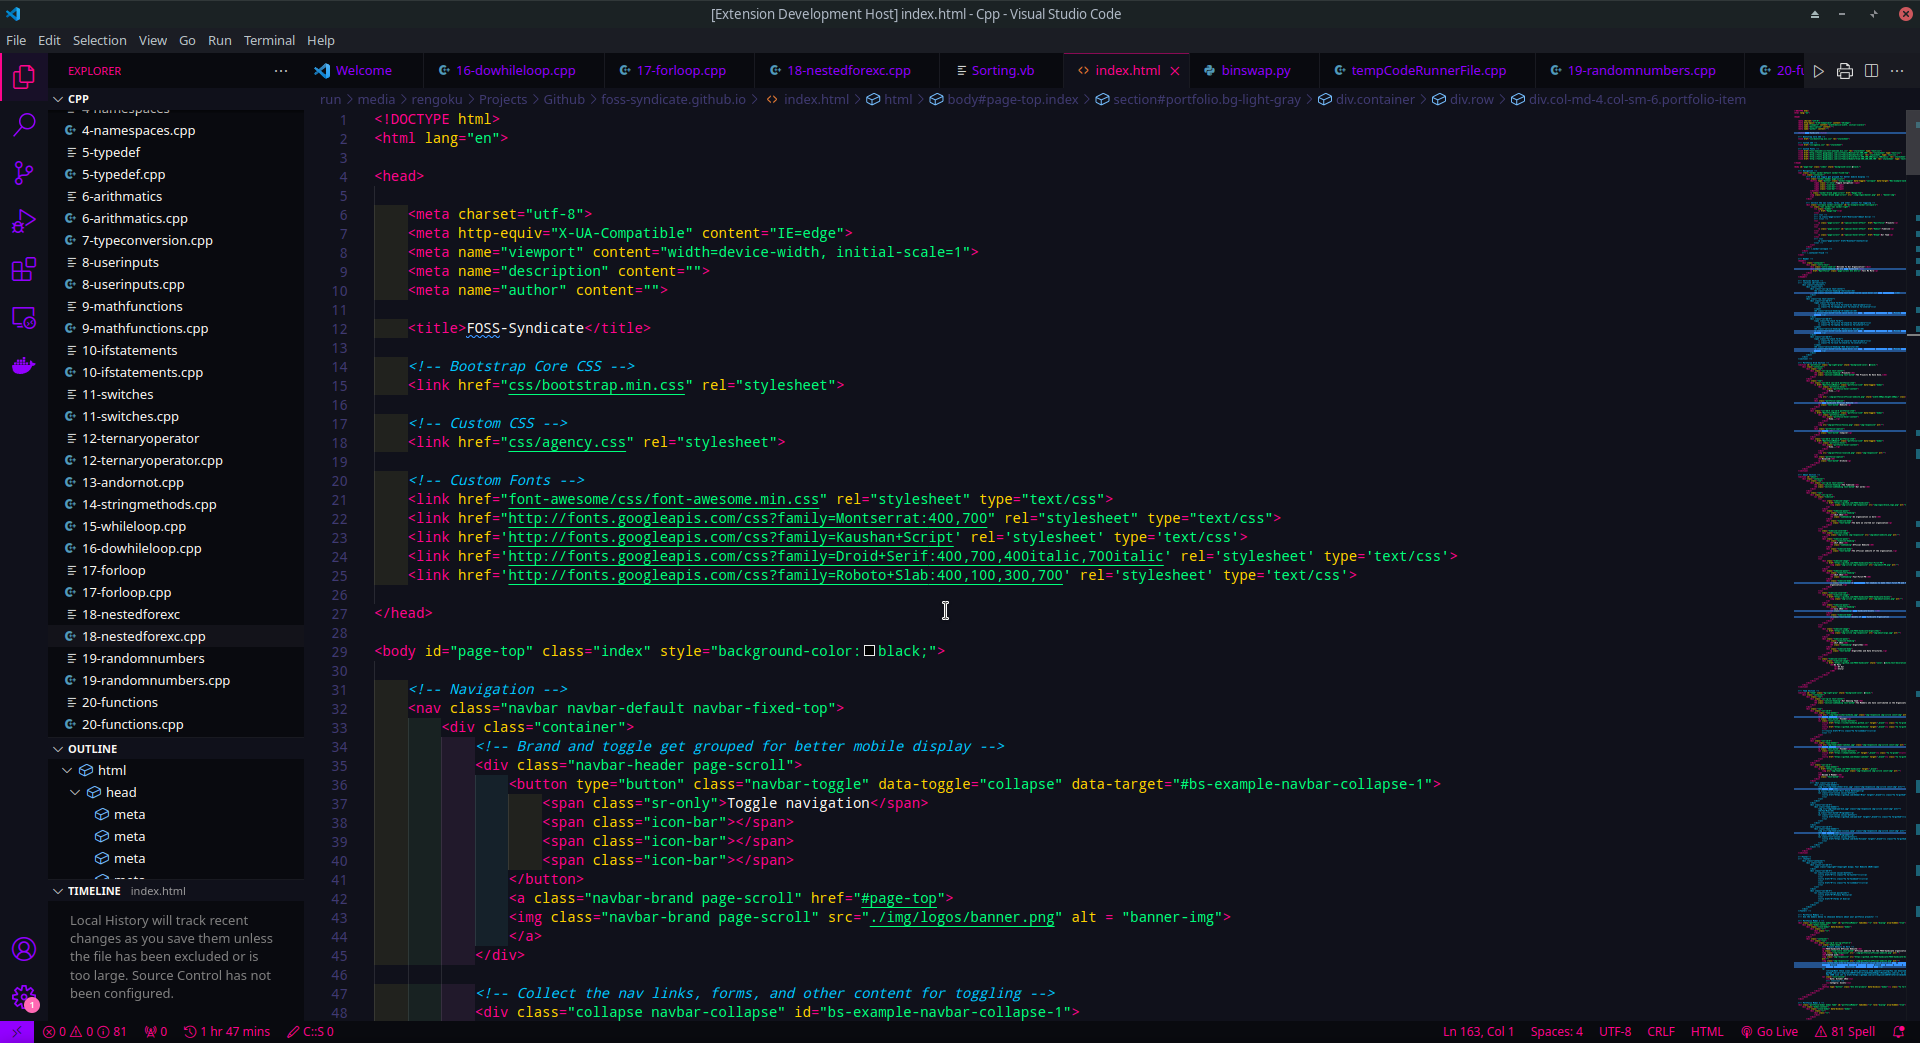 [Extension Development Host] index.html - Cpp - Visual Studio Code
File Edit Selection View Go Run Terminal Help
EXPLORER
Welcome 16-dowhileloop.cpp 17-forloop.cpp 18-nestedforexc.cpp Sorting.vb index.html binswap.py tempCodeRunnerFile.cpp 19-randomnumbers.cpp 20-fu
run › media › rengoku › Projects › Github › foss-syndicate.github.io › index.html › html › body#page-top.index › section#portfolio.bg-light-gray › div.container › div.row › div.col-md-4.col-sm-6.portfolio-item
CPP
4-namespaces
4-namespaces.cpp
5-typedef
5-typedef.cpp
6-arithmatics
6-arithmatics.cpp
7-typeconversion.cpp
8-userinputs
8-userinputs.cpp
9-mathfunctions
9-mathfunctions.cpp
10-ifstatements
10-ifstatements.cpp
11-switches
11-switches.cpp
12-ternaryoperator
12-ternaryoperator.cpp
13-andornot.cpp
14-stringmethods.cpp
15-whileloop.cpp
16-dowhileloop.cpp
17-forloop
17-forloop.cpp
18-nestedforexc
18-nestedforexc.cpp
19-randomnumbers
19-randomnumbers.cpp
20-functions
20-functions.cpp
OUTLINE
html
head
meta
meta
meta
meta
TIMELINE index.html
Local History will track recent
changes as you save them unless
the file has been excluded or is
too large. Source Control has not
been configured.
1
1 <!DOCTYPE html>
2 <html lang="en">
3
4 <head>
5
6 <meta charset="utf-8">
7 <meta http-equiv="X-UA-Compatible" content="IE=edge">
8 <meta name="viewport" content="width=device-width, initial-scale=1">
9 <meta name="description" content="">
10 <meta name="author" content="">
11
12 <title>FOSS-Syndicate</title>
13
14 <!-- Bootstrap Core CSS -->
15 <link href="css/bootstrap.min.css" rel="stylesheet">
16
17 <!-- Custom CSS -->
18 <link href="css/agency.css" rel="stylesheet">
19
20 <!-- Custom Fonts -->
21 <link href="font-awesome/css/font-awesome.min.css" rel="stylesheet" type="text/css">
22 <link href="http://fonts.googleapis.com/css?family=Montserrat:400,700" rel="stylesheet" type="text/css">
23 <link href='http://fonts.googleapis.com/css?family=Kaushan+Script' rel='stylesheet' type='text/css'>
24 <link href='http://fonts.googleapis.com/css?family=Droid+Serif:400,700,400italic,700italic' rel='stylesheet' type='text/css'>
25 <link href='http://fonts.googleapis.com/css?family=Roboto+Slab:400,100,300,700' rel='stylesheet' type='text/css'>
26
27 </head>
28
29 <body id="page-top" class="index" style="background-color: black;">
30
31 <!-- Navigation -->
32 <nav class="navbar navbar-default navbar-fixed-top">
33 <div class="container">
34 <!-- Brand and toggle get grouped for better mobile display -->
35 <div class="navbar-header page-scroll">
36 <button type="button" class="navbar-toggle" data-toggle="collapse" data-target="#bs-example-navbar-collapse-1">
37 <span class="sr-only">Toggle navigation</span>
38 <span class="icon-bar"></span>
39 <span class="icon-bar"></span>
40 <span class="icon-bar"></span>
41 </button>
42 <a class="navbar-brand page-scroll" href="#page-top">
43 <img class="navbar-brand page-scroll" src="./img/logos/banner.png" alt = "banner-img">
44 </a>
45 </div>
46
47 <!-- Collect the nav links, forms, and other content for toggling -->
48 <div class="collapse navbar-collapse" id="bs-example-navbar-collapse-1">
0 0 81 0 1 hr 47 mins C::S 0 Ln 163, Col 1 Spaces: 4 UTF-8 CRLF HTML Go Live 81 Spell